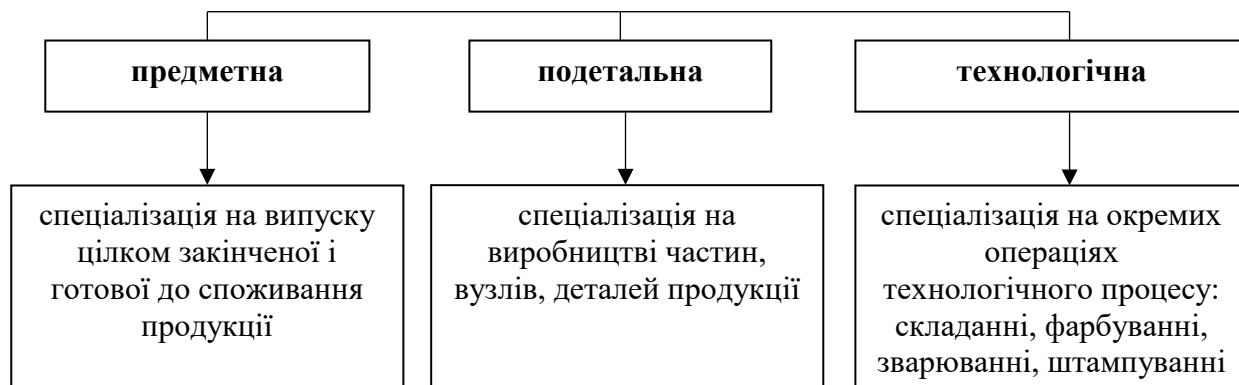 предметна
подетальна
технологічна
спеціалізація на випуску
цілком закінченої і
готової до споживання
продукції
спеціалізація на
виробництві частин,
вузлів, деталей продукції
спеціалізація на окремих
операціях
технологічного процесу:
складанні, фарбуванні,
зварюванні, штампуванні